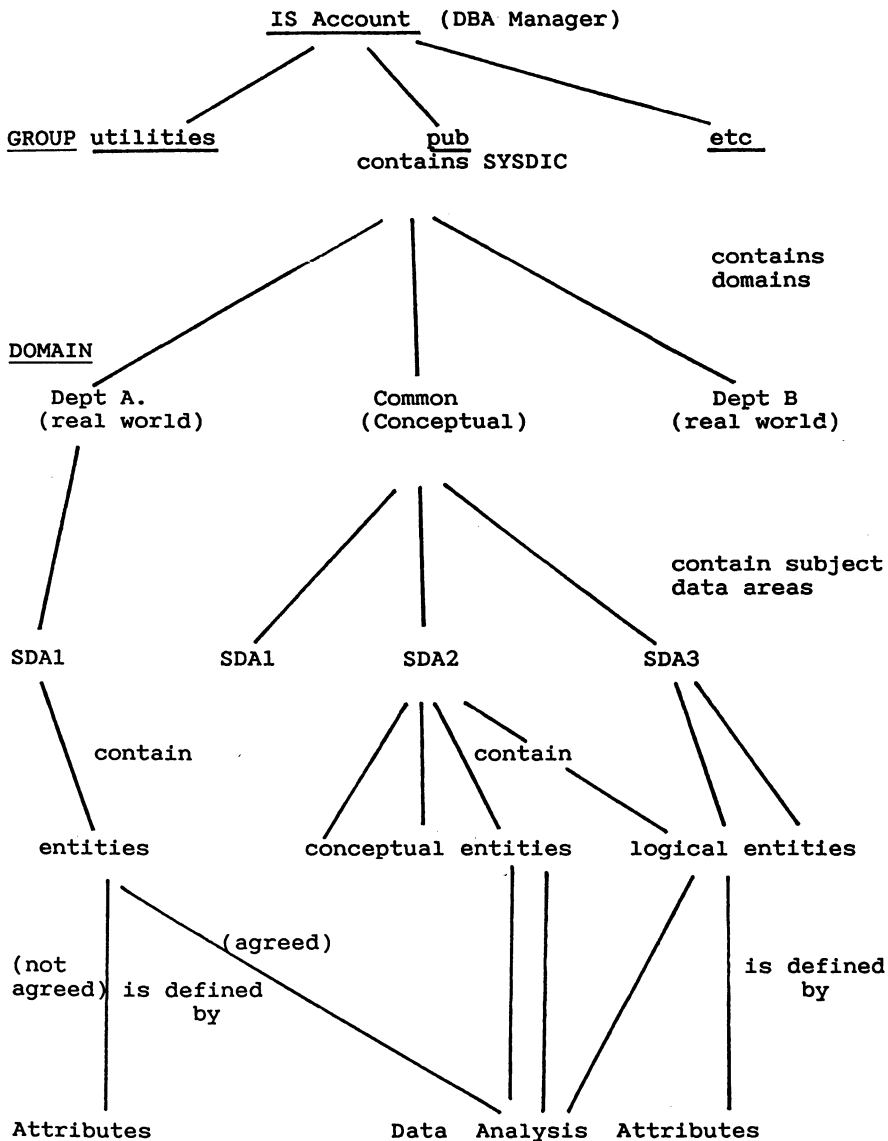 IS Account (DBA Manager)
GROUP utilities pub etc
contains SYSDIC
contains
domains
DOMAIN
Dept A. Common Dept B
(real world) (Conceptual) (real world)
contain subject
data areas
SDA1 SDA1 SDA2 SDA3
contain contain
entities conceptual entities logical entities
(agreed)
(not is defined
agreed) is defined by
by
Attributes Data Analysis Attributes